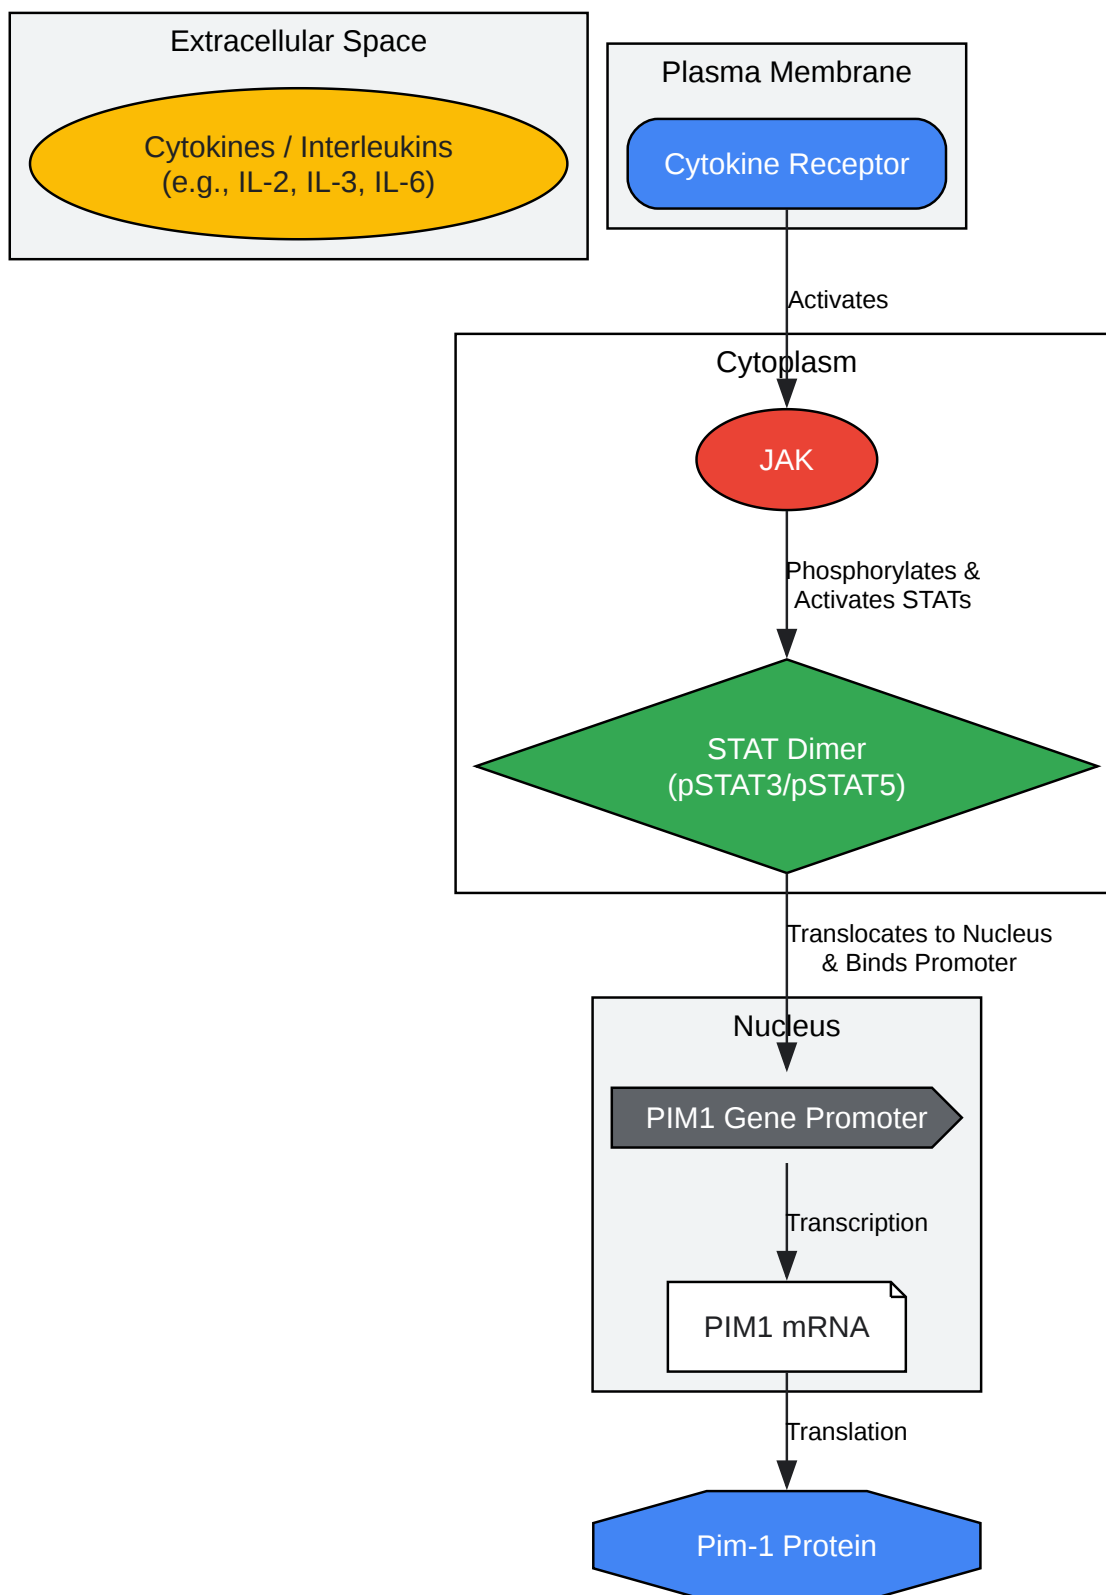 Extracellular Space
Cytokines / Interleukins
(e.g., IL-2, IL-3, IL-6)
Plasma Membrane
Cytokine Receptor
Activates
Cytoplasm
JAK
Phosphorylates &
Activates STATs
STAT Dimer
(pSTAT3/pSTAT5)
Translocates to Nucleus
& Binds Promoter
Nucleus
PIM1 Gene Promoter
Transcription
PIM1 mRNA
Translation
Pim-1 Protein